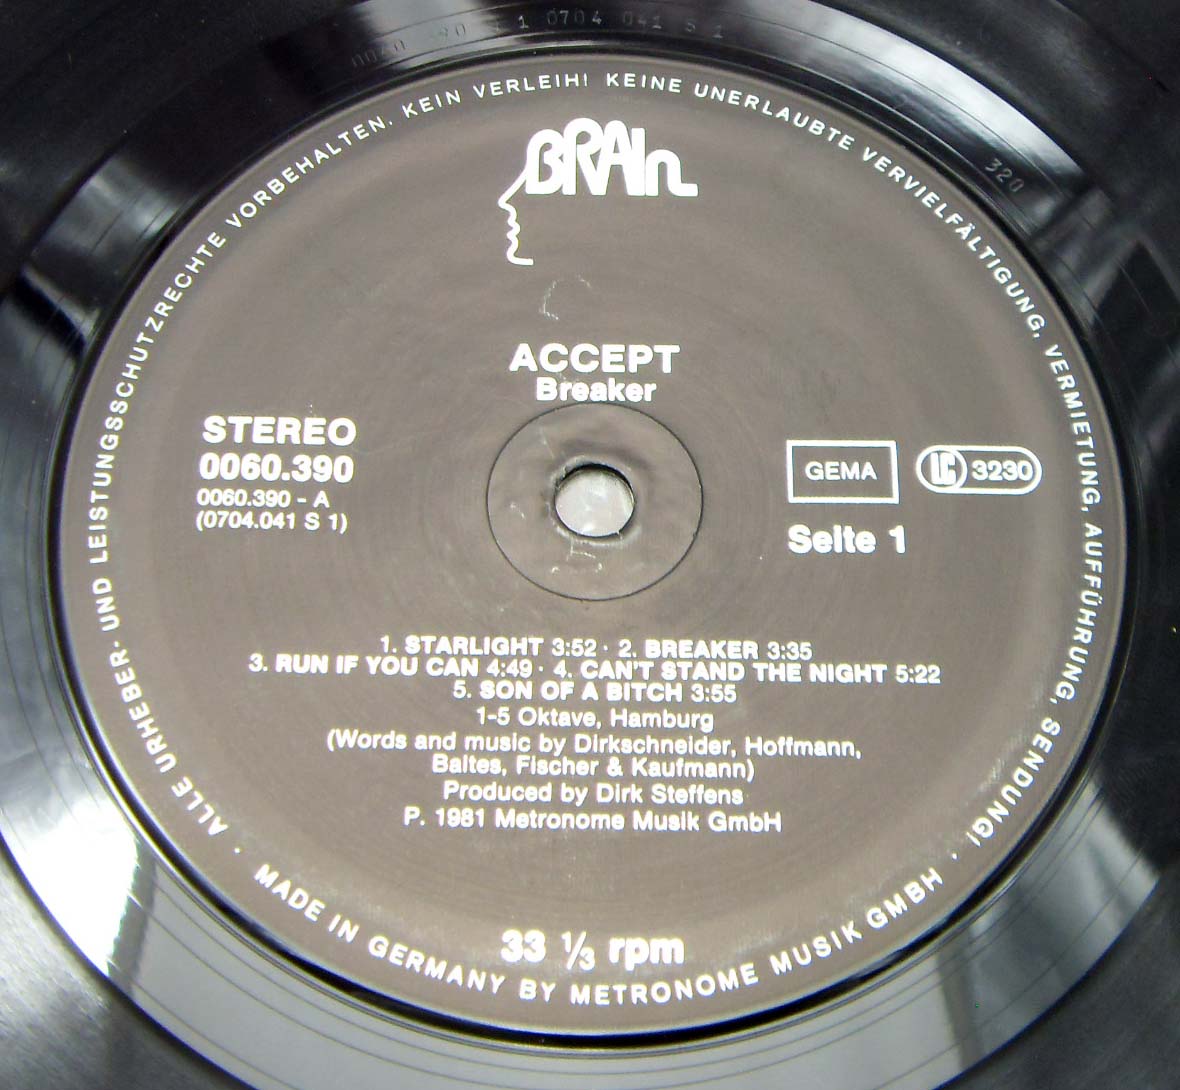 0704 041 S 1
320
ALLE URHEBER- UND LEISTUNGSSCHUTZRECHTE VORBEHALTEN. KEIN VERLEIH! KEINE UNERLAUBTE VERVIELFÄLTIGUNG, VERMIETUNG, AUFFÜHRUNG, SENDUNG!
BRAIN
ACCEPT
Breaker
STEREO
0060.390
0060.390 - A
(0704.041 S 1)
GEMA
LC 3230
Seite 1
1. STARLIGHT 3:52 · 2. BREAKER 3:35
3. RUN IF YOU CAN 4:49 · 4. CAN'T STAND THE NIGHT 5:22
5. SON OF A BITCH 3:55
1-5 Oktave, Hamburg
(Words and music by Dirkschneider, Hoffmann,
Baltes, Fischer & Kaufmann)
Produced by Dirk Steffens
P. 1981 Metronome Musik GmbH
33 ⅓ rpm
· MADE IN GERMANY BY METRONOME MUSIK GMBH ·